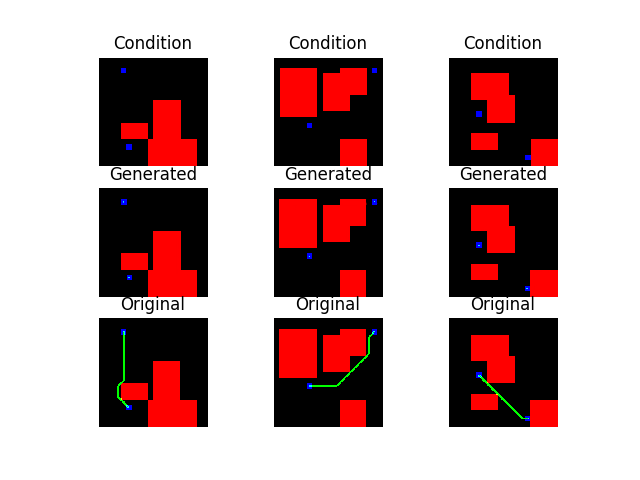 Condition Condition Condition
Generated Generated Generated
Original Original Original